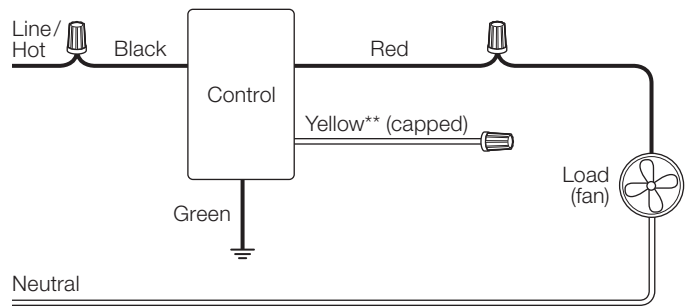 Line/
Hot
Black
Red
Control
Yellow** (capped)
Load
(fan)
Green
Neutral